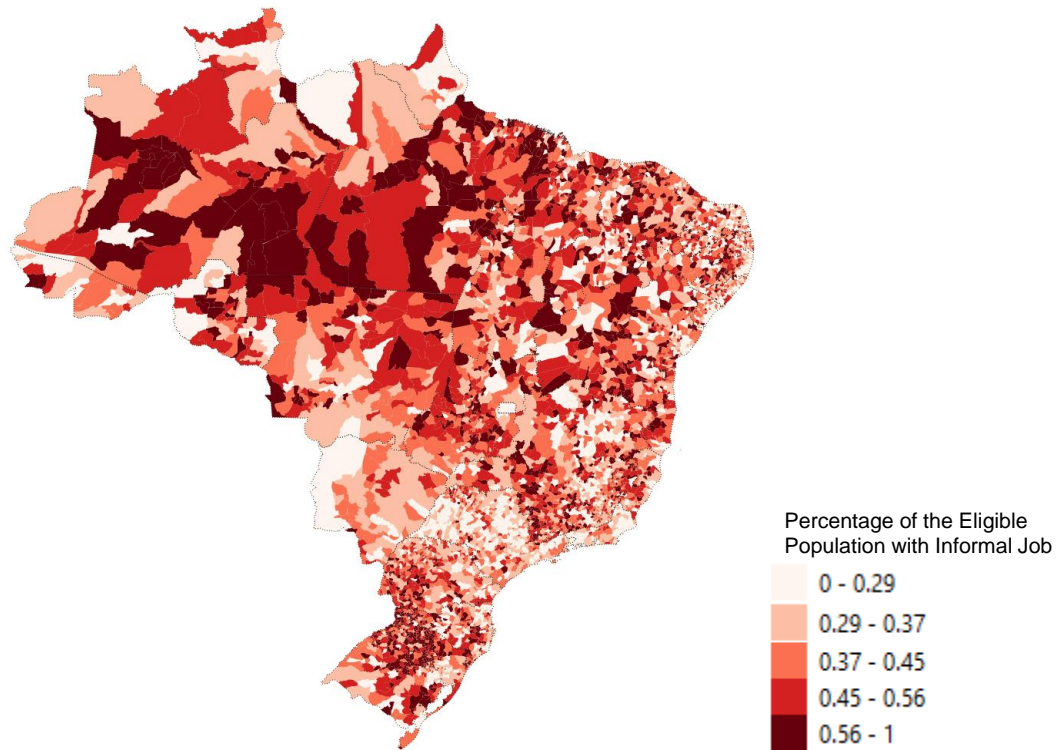 Percentage of the Eligible
Population with Informal Job
0 - 0.29
0.29 - 0.37
0.37 - 0.45
0.45 - 0.56
0.56 - 1